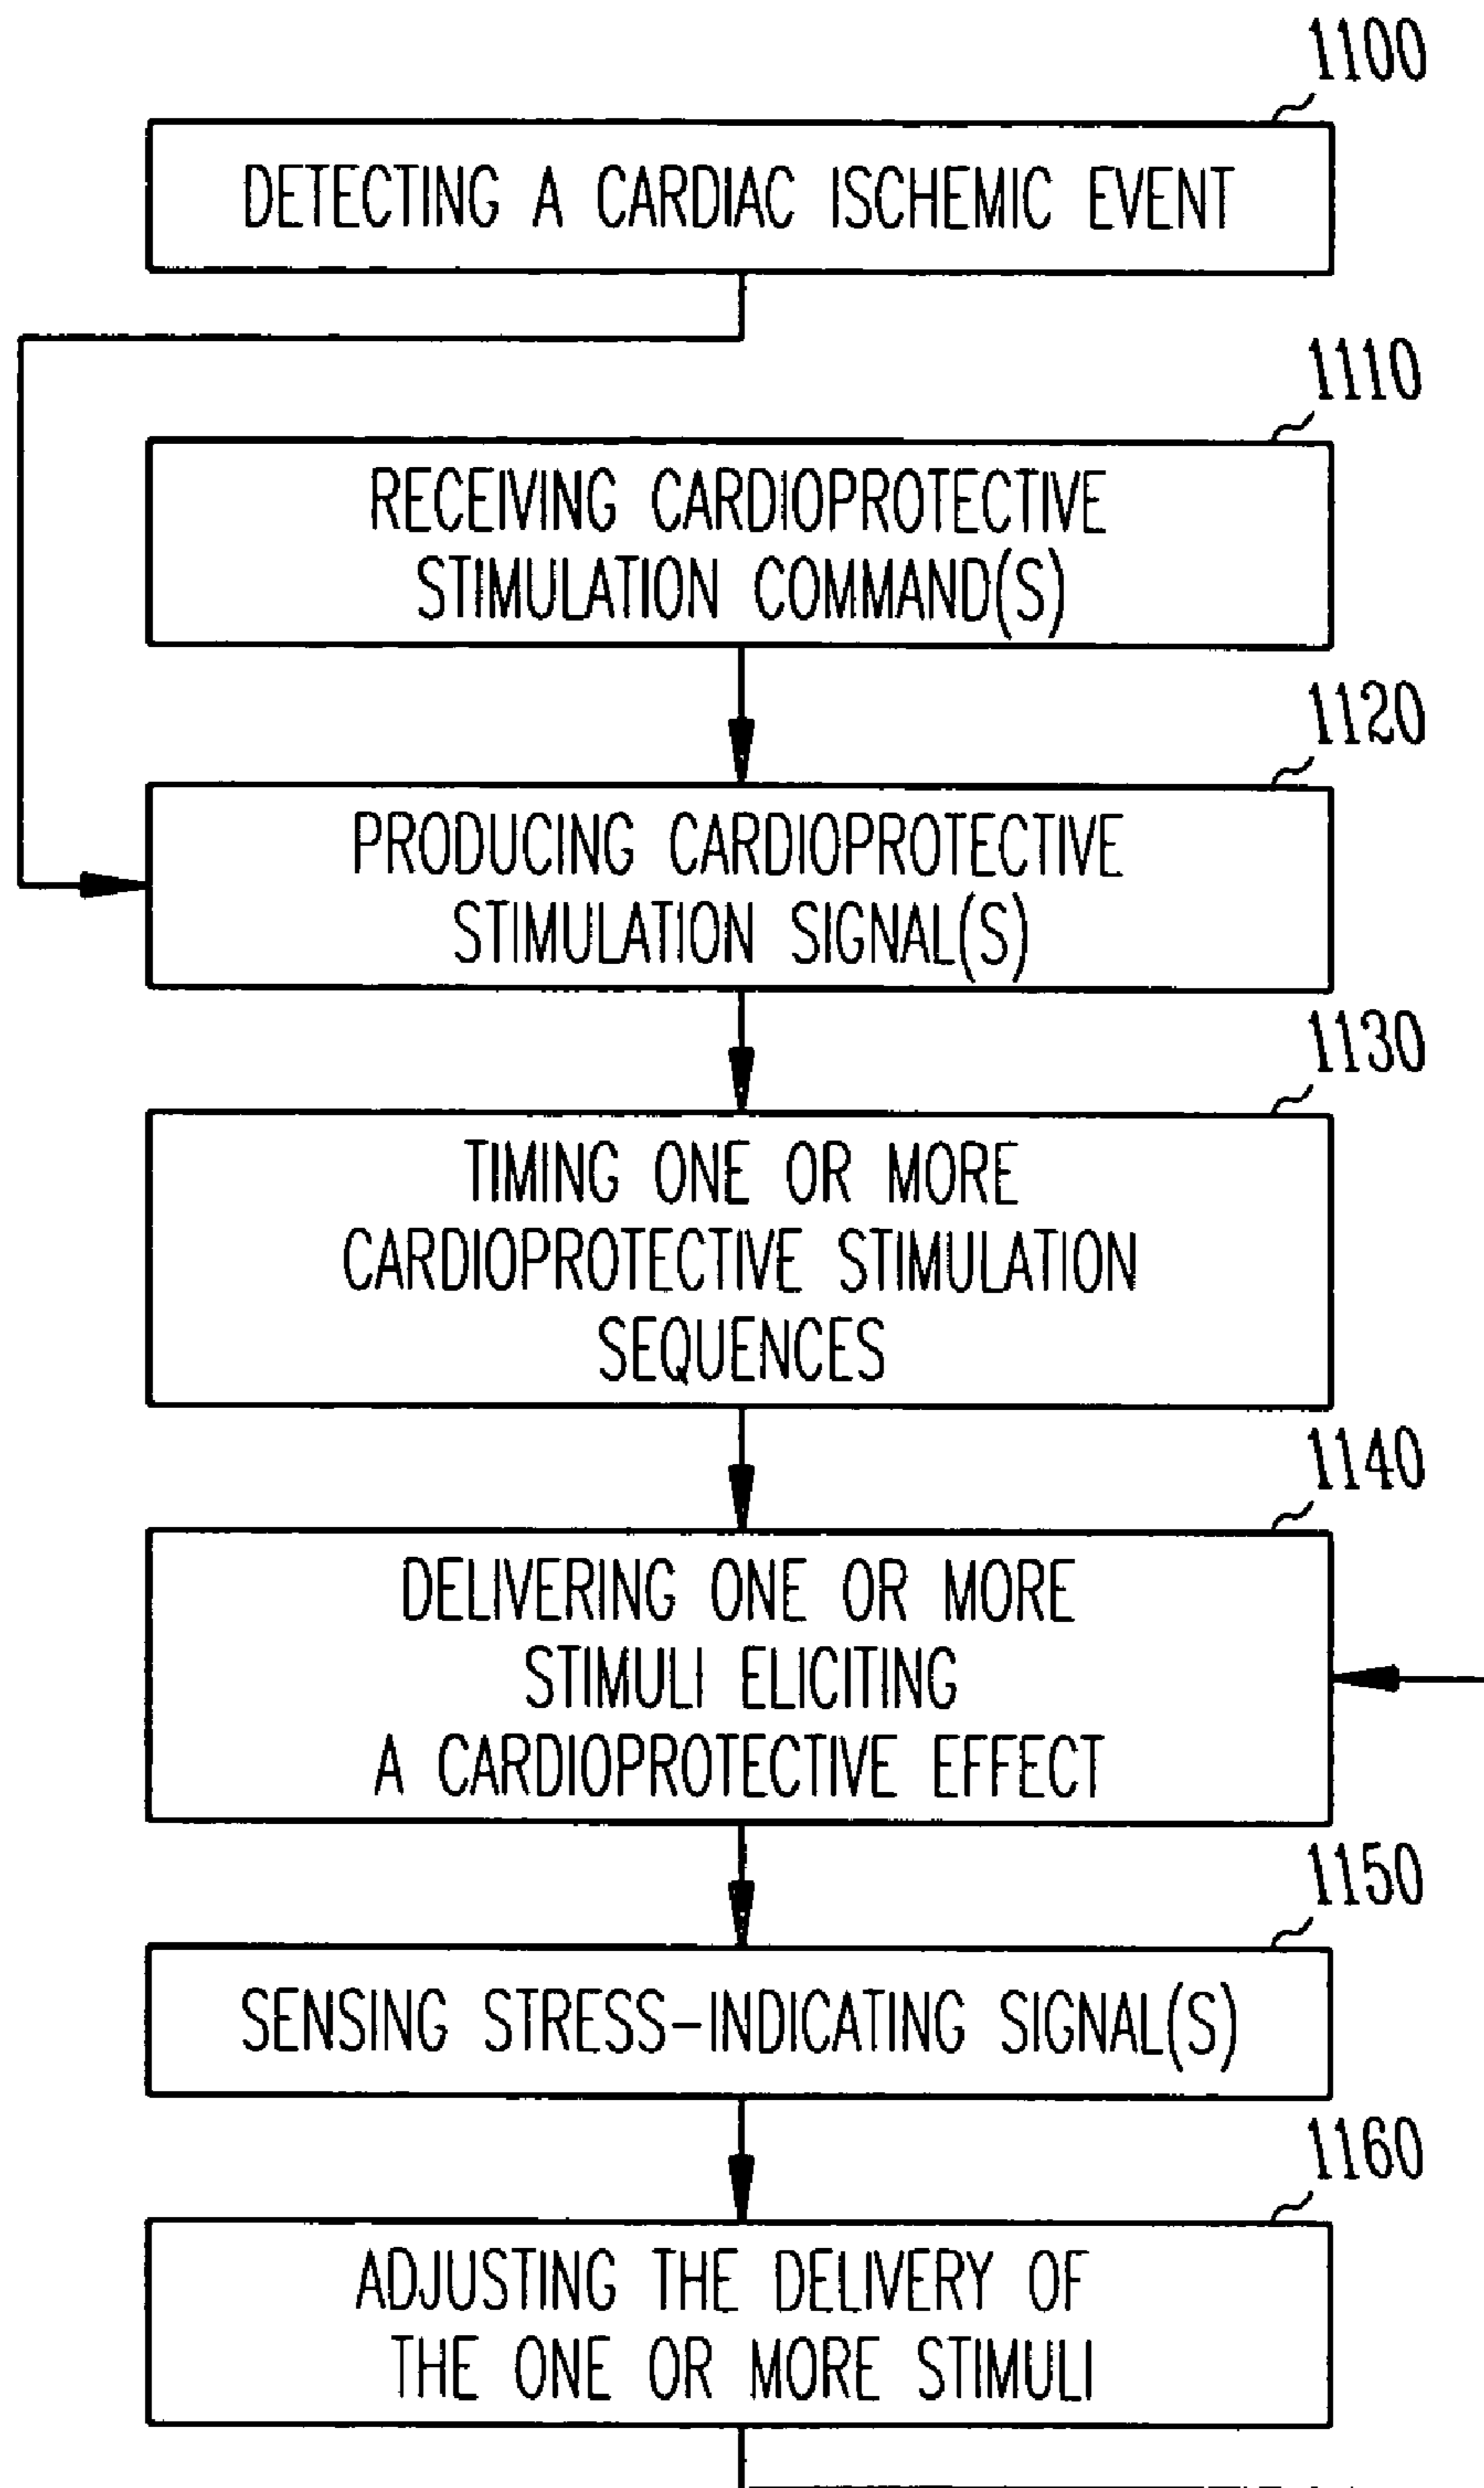 1100
DETECTING A CARDIAC ISCHEMIC EVENT
1110
RECEIVING CARDIOPROTECTIVE
STIMULATION COMMAND(S)
1120
PRODUCING CARDIOPROTECTIVE
STIMULATION SIGNAL(S)
1130
TIMING ONE OR MORE
CARDIOPROTECTIVE STIMULATION
SEQUENCES
1140
DELIVERING ONE OR MORE
STIMULI ELICITING
A CARDIOPROTECTIVE EFFECT
1150
SENSING STRESS-INDICATING SIGNAL(S)
1160
ADJUSTING THE DELIVERY OF
THE ONE OR MORE STIMULI